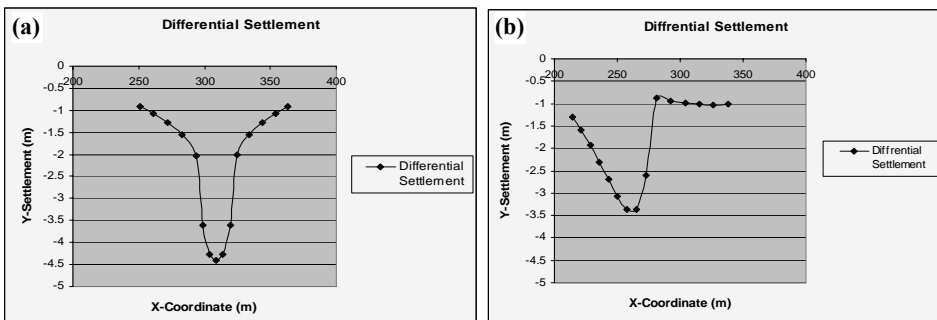 (a)
Differential Settlement
0
200 250 300 350 400
-0.5
-1
-1.5
-2
-2.5
-3
-3.5
-4
-4.5
-5
Y-Settlement (m)
X-Coordinate (m)
Differential
Settlement
(b)
Diffrential Settlement
0
200 250 300 350 400
-0.5
-1
-1.5
-2
-2.5
-3
-3.5
-4
-4.5
-5
Y-Settlement (m)
X-Coordinate (m)
Diffrential
Settlement